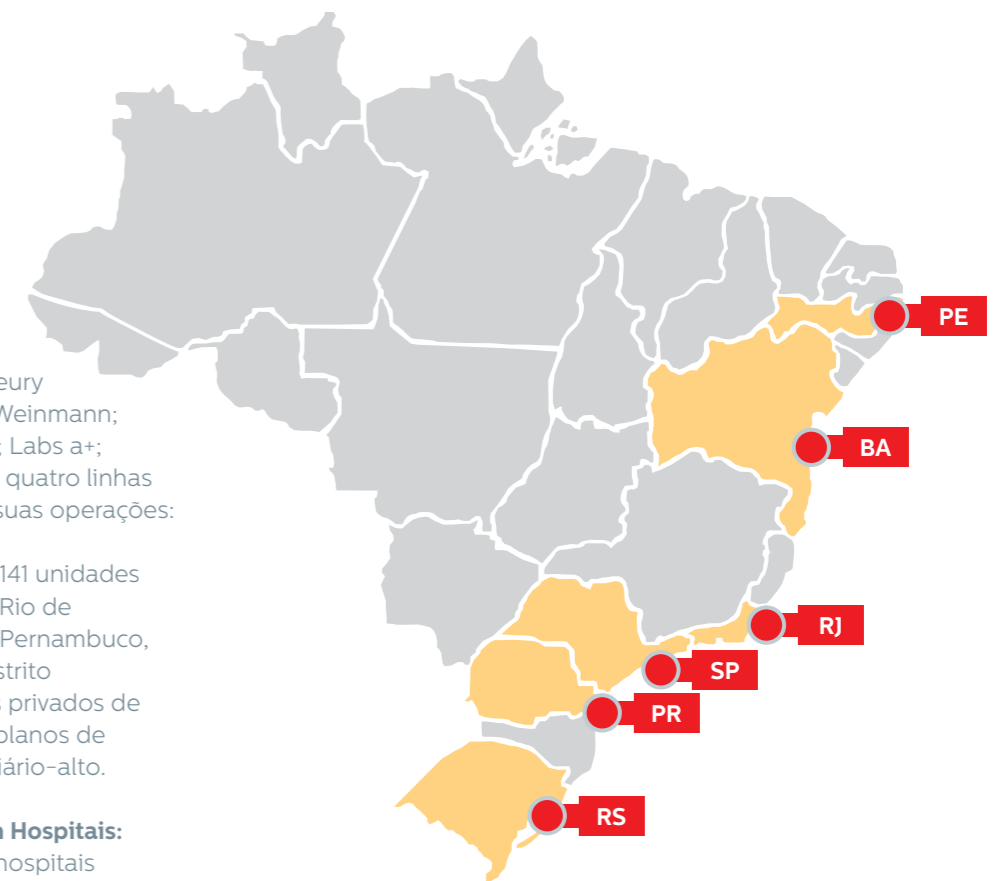 eury
Weinmann;
; Labs a+;
quatro linhas
suas operações:
141 unidades
Rio de
Pernambuco,
strito
s privados de
planos de
iário-alto.
Hospitais:
hospitais
PE
BA
RJ
SP
PR
RS